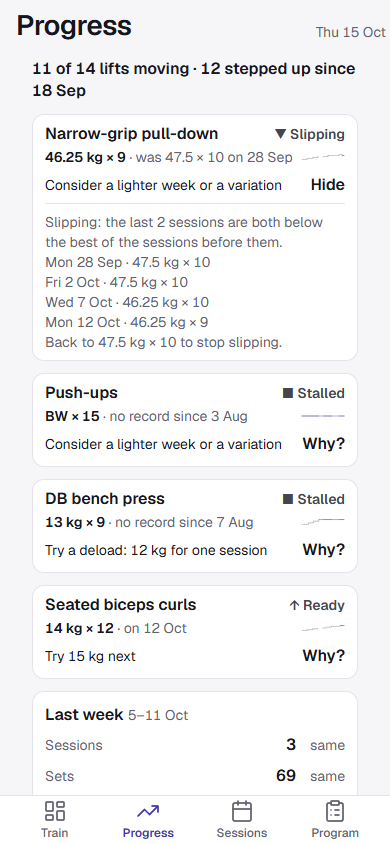 Progress
Thu 15 Oct
11 of 14 lifts moving · 12 stepped up since
18 Sep
Narrow-grip pull-down
▼ Slipping
46.25 kg × 9 · was 47.5 × 10 on 28 Sep
Consider a lighter week or a variation
Hide
Slipping: the last 2 sessions are both below
the best of the sessions before them.
Mon 28 Sep · 47.5 kg × 10
Fri 2 Oct · 47.5 kg × 10
Wed 7 Oct · 46.25 kg × 10
Mon 12 Oct · 46.25 kg × 9
Back to 47.5 kg × 10 to stop slipping.
Push-ups
■ Stalled
BW × 15 · no record since 3 Aug
Consider a lighter week or a variation
Why?
DB bench press
■ Stalled
13 kg × 9 · no record since 7 Aug
Try a deload: 12 kg for one session
Why?
Seated biceps curls
↑ Ready
14 kg × 12 · on 12 Oct
Try 15 kg next
Why?
Last week 5–11 Oct
Sessions 3 same
Sets 69 same
Train
Progress
Sessions
Program